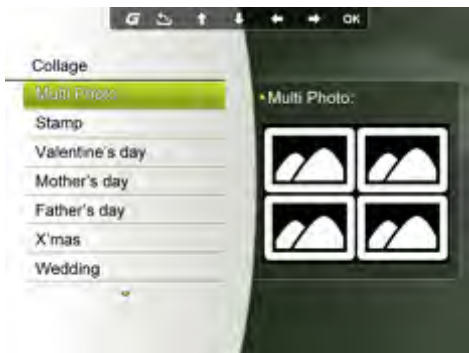 G OK
Collage
Multi Photo
Multi Photo:
Stamp
Valentine's day
Mother's day
Father's day
X'mas
Wedding